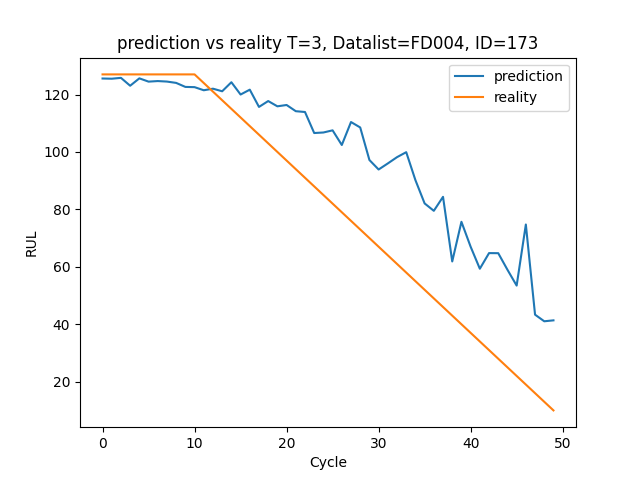 prediction vs reality T=3, Datalist=FD004, ID=173
prediction
reality
120
100
80
60
40
20
RUL
0 10 20 30 40 50
Cycle